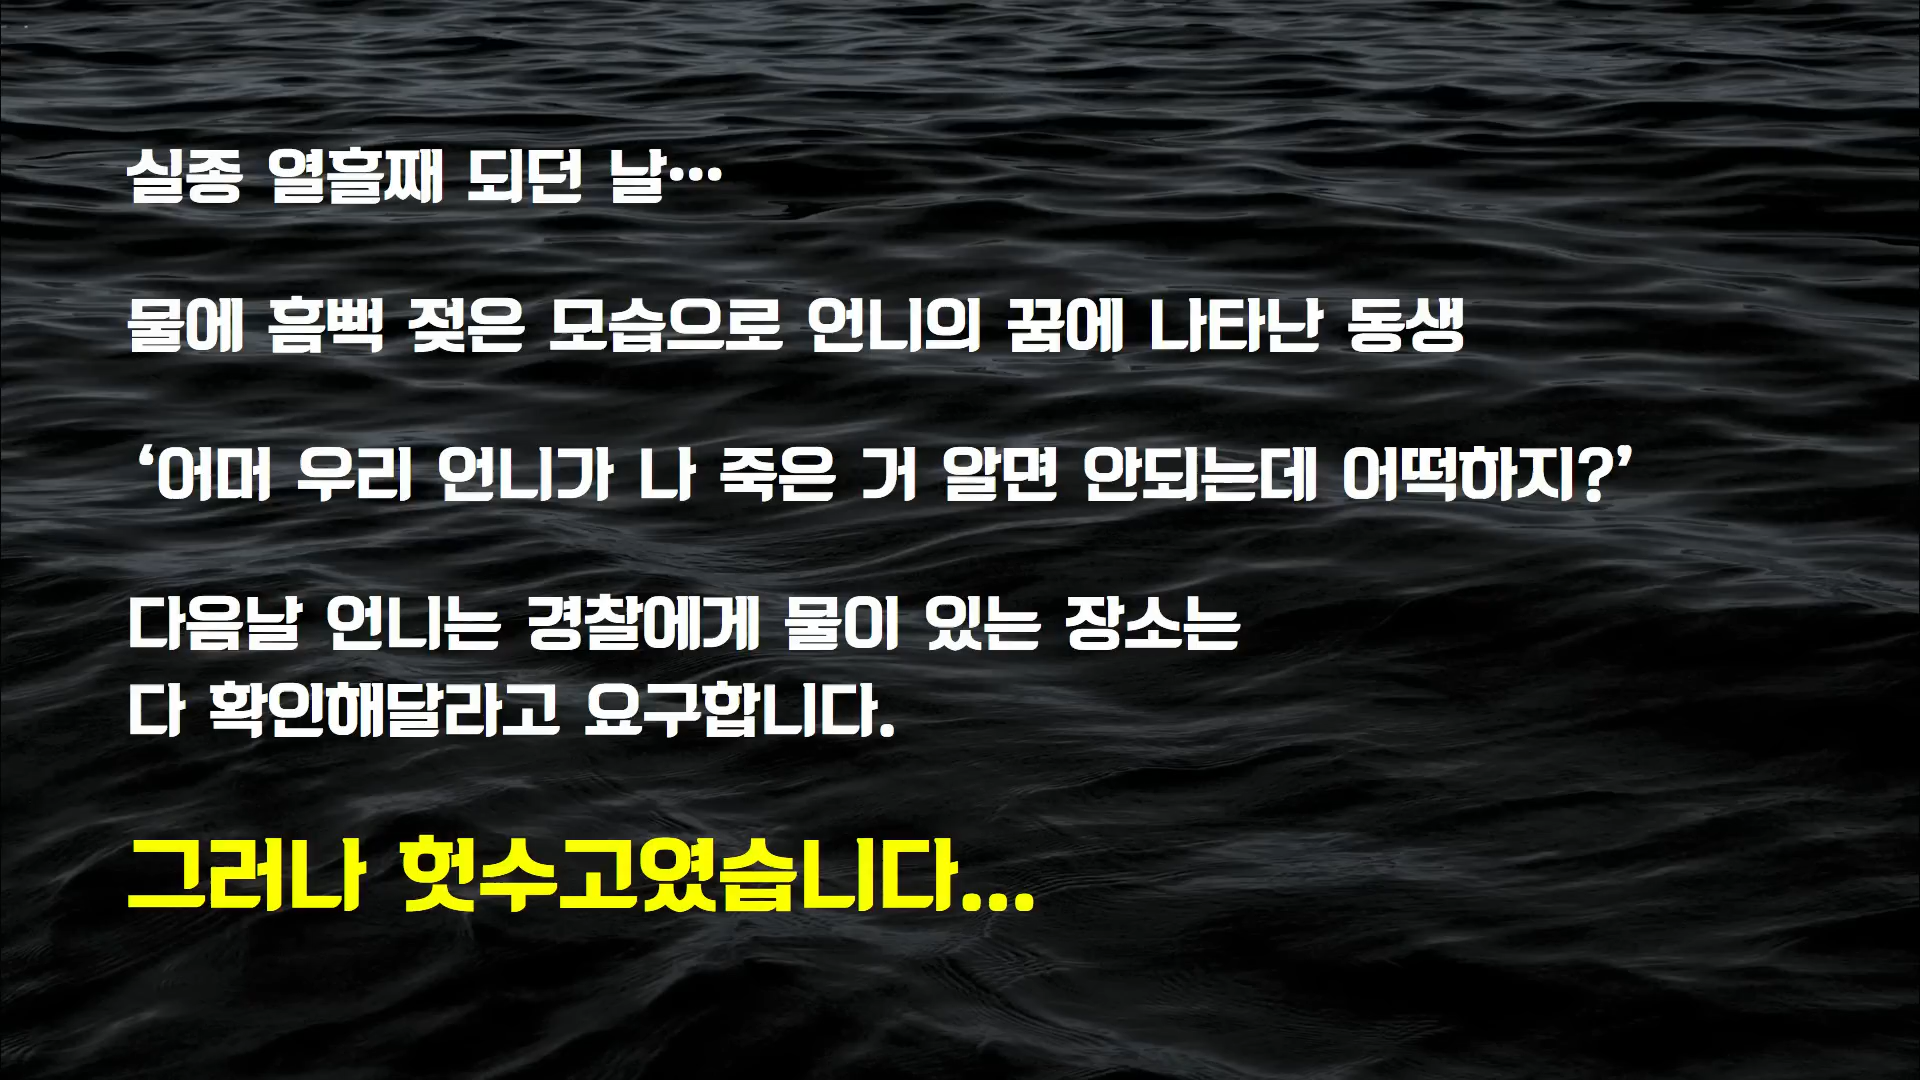 실종 열흘째 되던 날…
물에 흠뻑 젖은 모습으로 언니의 꿈에 나타난 동생
‘어머 우리 언니가 나 죽은 거 알면 안되는데 어떡하지?’
다음날 언니는 경찰에게 물이 있는 장소는
다 확인해달라고 요구합니다.
그러나 헛수고였습니다...